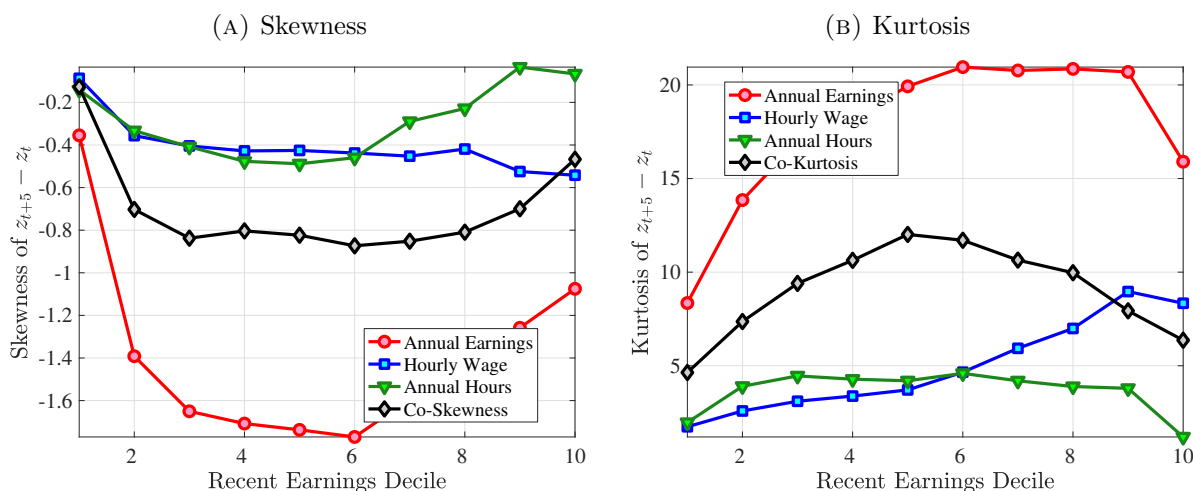 (A) Skewness
-0.2
-0.4
-0.6
-0.8
-1
-1.2
-1.4
-1.6
Skewness of z_{t+5} − z_t
Annual Earnings
Hourly Wage
Annual Hours
Co-Skewness
2 4 6 8 10
Recent Earnings Decile
(B) Kurtosis
20
15
10
5
Kurtosis of z_{t+5} − z_t
Annual Earnings
Hourly Wage
Annual Hours
Co-Kurtosis
2 4 6 8 10
Recent Earnings Decile